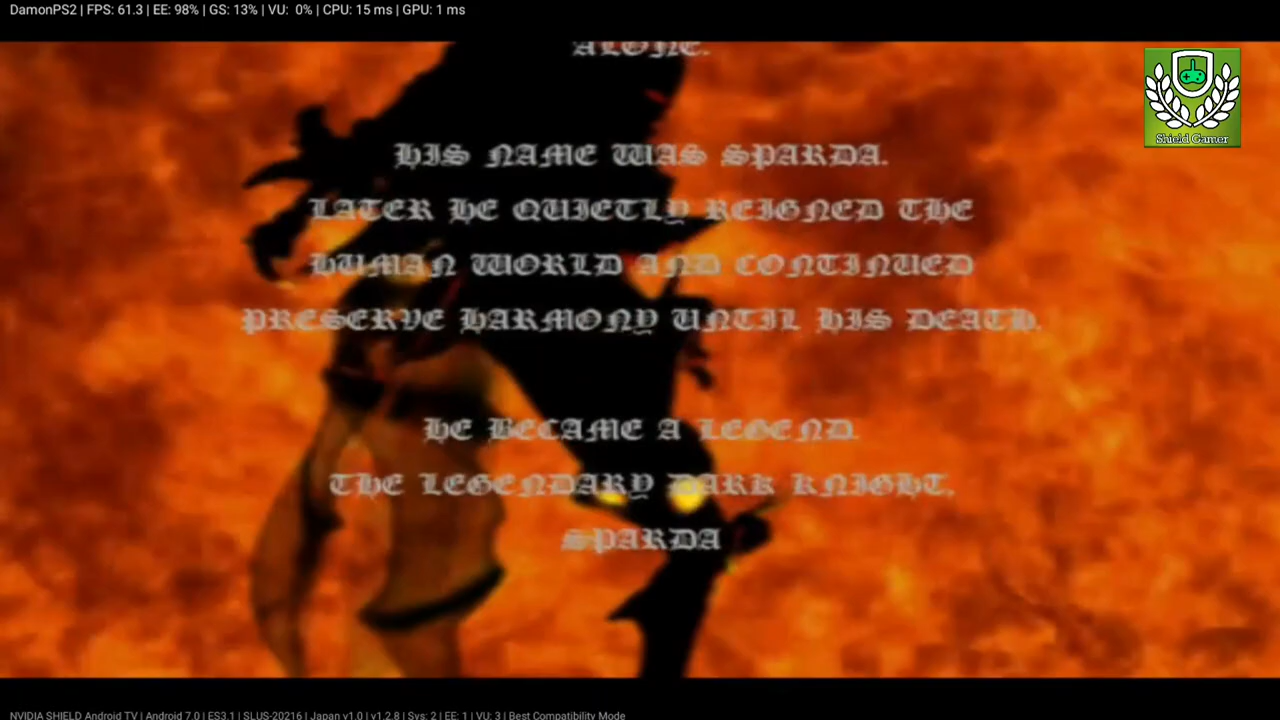 DamonPS2 | FPS: 61.3 | EE: 98% | GS: 13% | VU: 0% | CPU: 15 ms | GPU: 1 ms
ALONE.
Shield Gamer
HIS NAME WAS SPARDA.
LATER HE QUIETLY REIGNED THE
HUMAN WORLD AND CONTINUED
PRESERVE HARMONY UNTIL HIS DEATH.
HE BECAME A LEGEND.
THE LEGENDARY DARK KNIGHT,
SPARDA
NVIDIA SHIELD Android TV | Android 7.0 | ES3.1 | SLUS-20216 | Japan v1.0 | v1.2.8 | Sys: 2 | EE: 1 | VU: 3 | Best Compatibility Mode